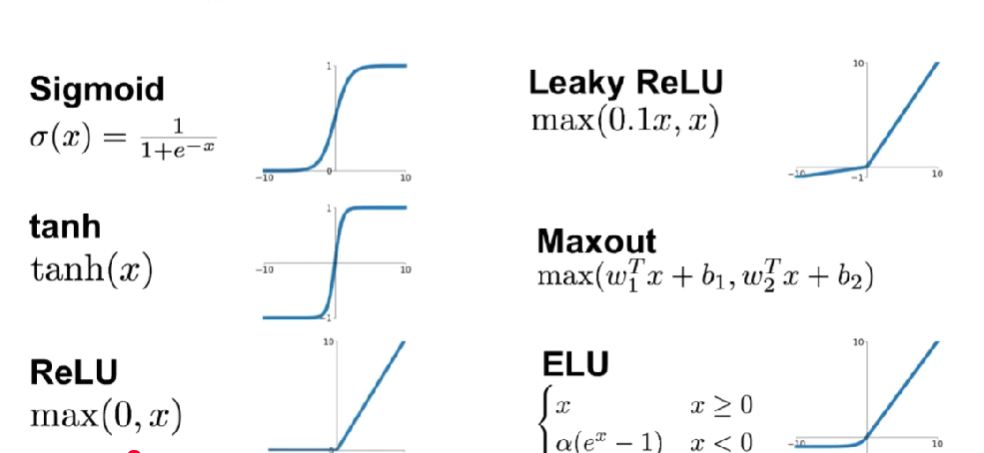 Sigmoid
σ(x) = 1/(1+e^{-x})
1
0
-10
10
tanh
tanh(x)
1
-10
10
-1
ReLU
max(0, x)
10
Leaky ReLU
max(0.1x, x)
10
-10
-1
10
Maxout
max(w_1^T x + b_1, w_2^T x + b_2)
ELU
{ x    x ≥ 0
α(e^x − 1)    x < 0
10
-10
10